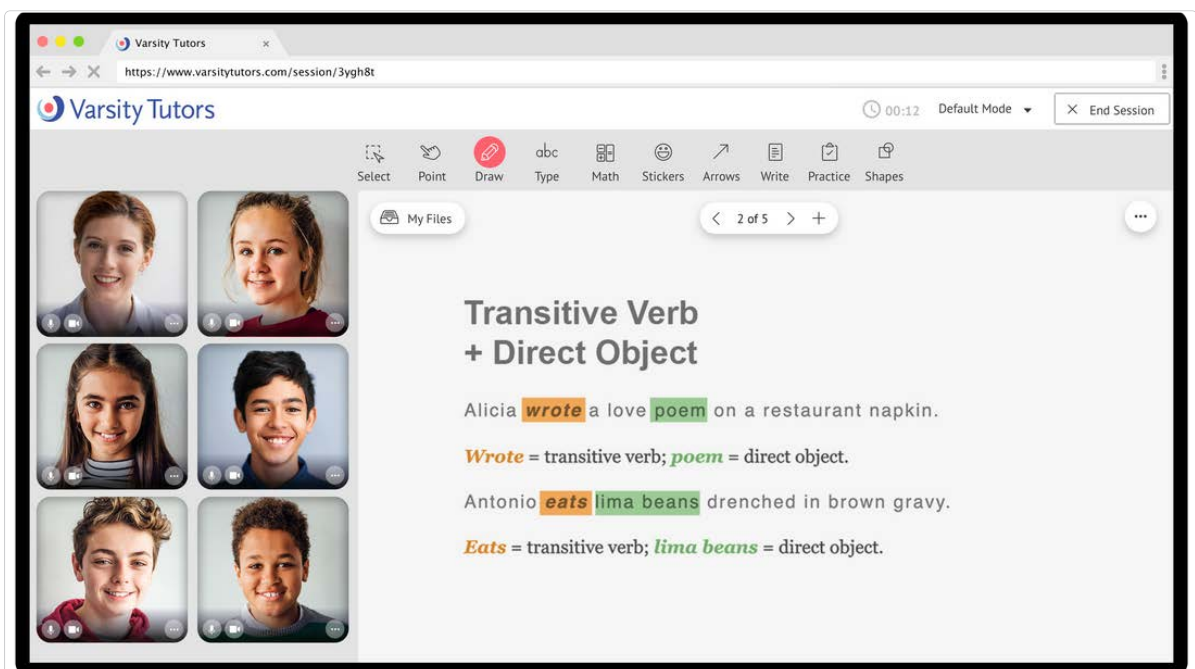 Varsity Tutors ×
https://www.varsitytutors.com/session/3ygh8t
Varsity Tutors
00:12 Default Mode × End Session
Select Point Draw abc Type Math Stickers Arrows Write Practice Shapes
My Files
2 of 5
Transitive Verb
+ Direct Object
Alicia wrote a love poem on a restaurant napkin.
Wrote = transitive verb; poem = direct object.
Antonio eats lima beans drenched in brown gravy.
Eats = transitive verb; lima beans = direct object.